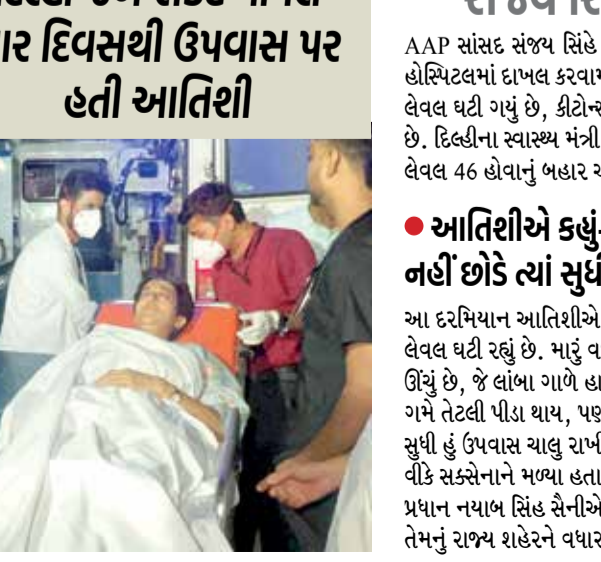 ર દિવસથી ઉપવાસ પર
હતી આતિશી
AAP સાંસદ સંજય સિંહે
હોસ્પિટલમાં દાખલ કરવામ
લેવલ ઘટી ગયું છે, કીટોન્સ
છે. દિલ્હીના સ્વાસ્થ્ય મંત્રી
લેવલ 46 હોવાનું બહાર
● આતિશીએ કહ્યું-
નહીં છોડે ત્યાં સુધી
આ દરમિયાન આતિશીએ
લેવલ ઘટી રહ્યું છે. મારું વ
ઊંચું છે, જે લાંબા ગાળે હા
ગમે તેટલી પીડા થાય, પણ
સુધી હું ઉપવાસ ચાલુ રાખી
વીકે સક્સેનાને મળ્યા હતા
પ્રધાન નયાબ સિંહ સૈનીએ
તેમનું રાજ્ય શહેરને વધાર